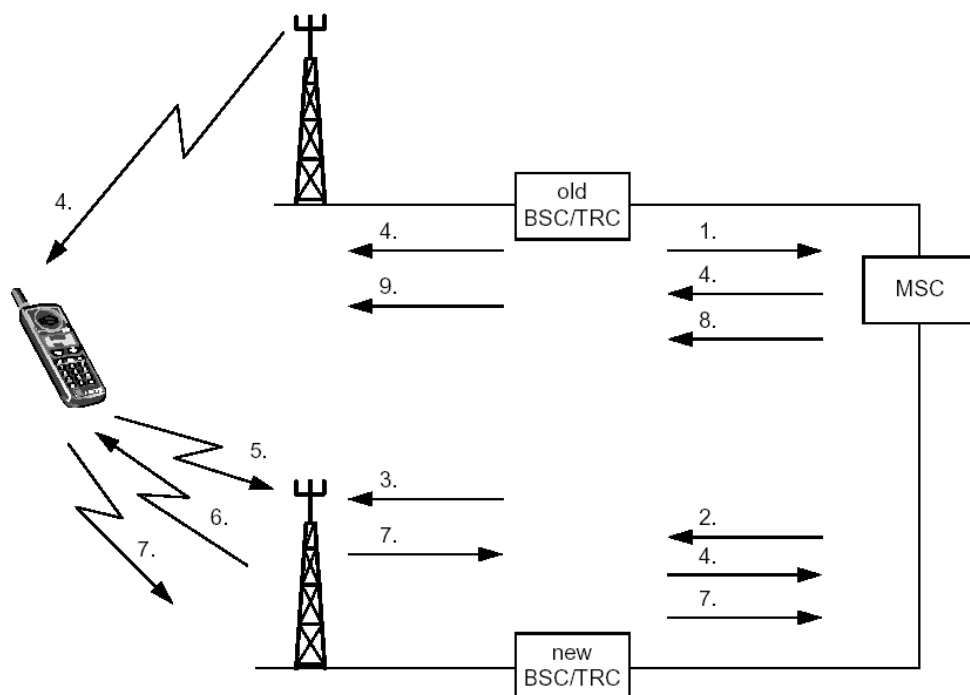 4.
old
BSC/TRC
4.
1.
9.
4.
MSC
8.
5.
3.
6.
2.
7.
7.
4.
7.
new
BSC/TRC